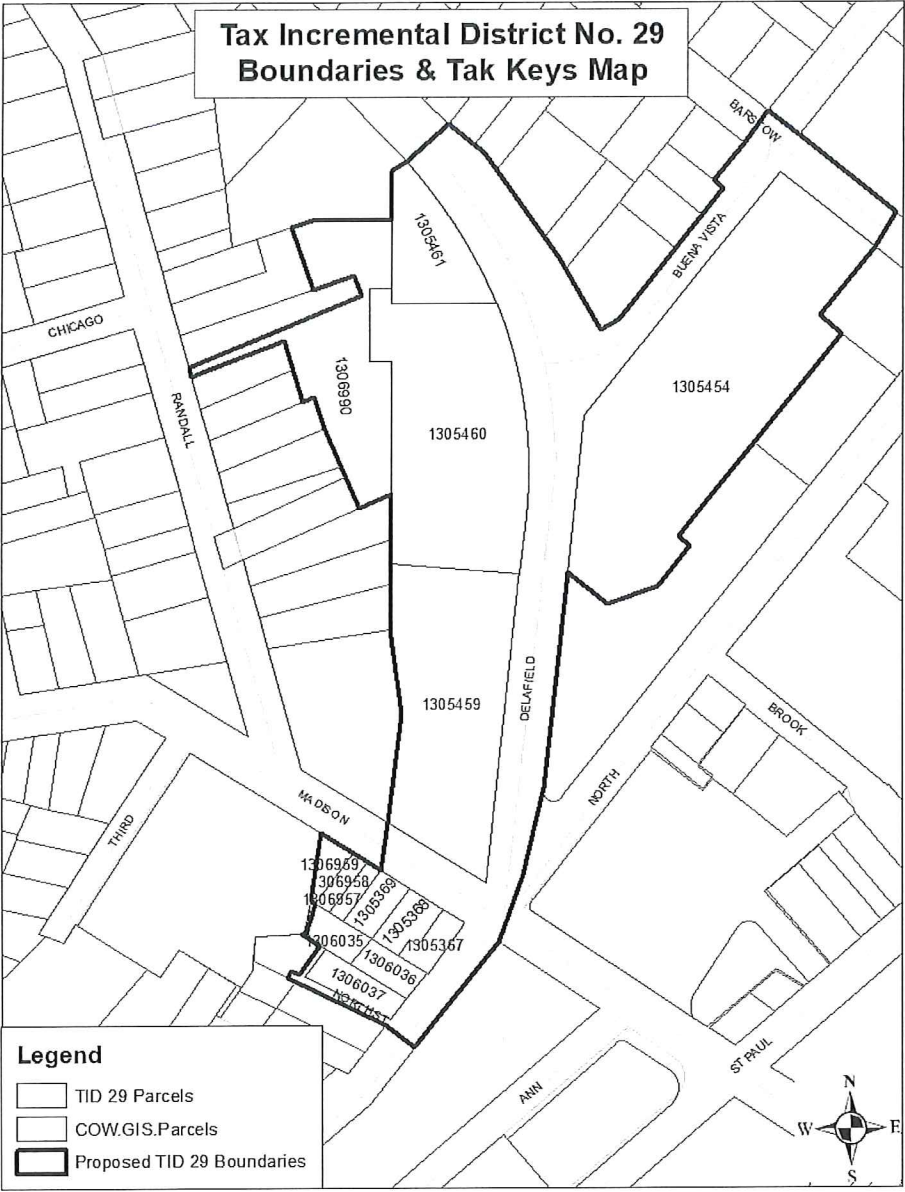 Tax Incremental District No. 29
Boundaries & Tak Keys Map
BARSTOW
1305461
BUENA VISTA
CHICAGO
1306990
1305454
RANDALL
1305460
DELAFIELD
1305459
BROOK
NORTH
MADISON
THIRD
1306959
1306958
1306957
1305369
1305368
1305367
1306035
1306036
1306037
ST PAUL
ANN
Legend
TID 29 Parcels
COW.GIS.Parcels
Proposed TID 29 Boundaries
N
W
E
S